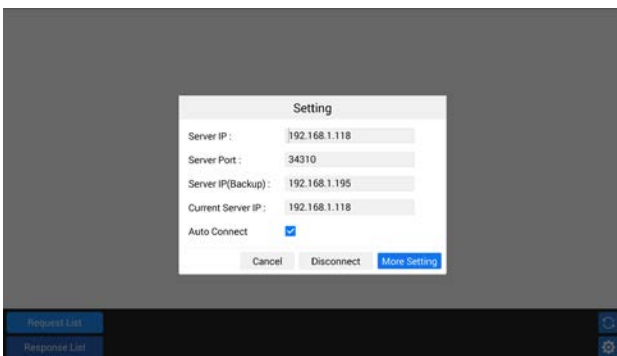 Setting
Server IP : 192.168.1.118
Server Port : 34310
Server IP(Backup) : 192.168.1.195
Current Server IP : 192.168.1.118
Auto Connect
Cancel Disconnect More Setting
Request List
Response List